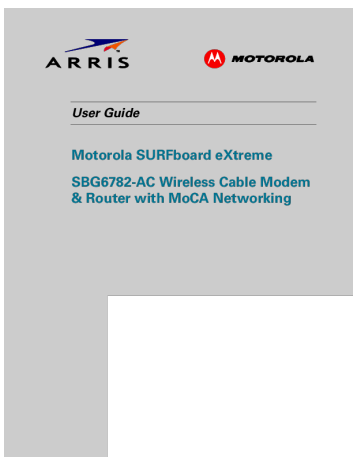 ARRIS
MOTOROLA
User Guide
Motorola SURFboard eXtreme
SBG6782-AC Wireless Cable Modem
& Router with MoCA Networking